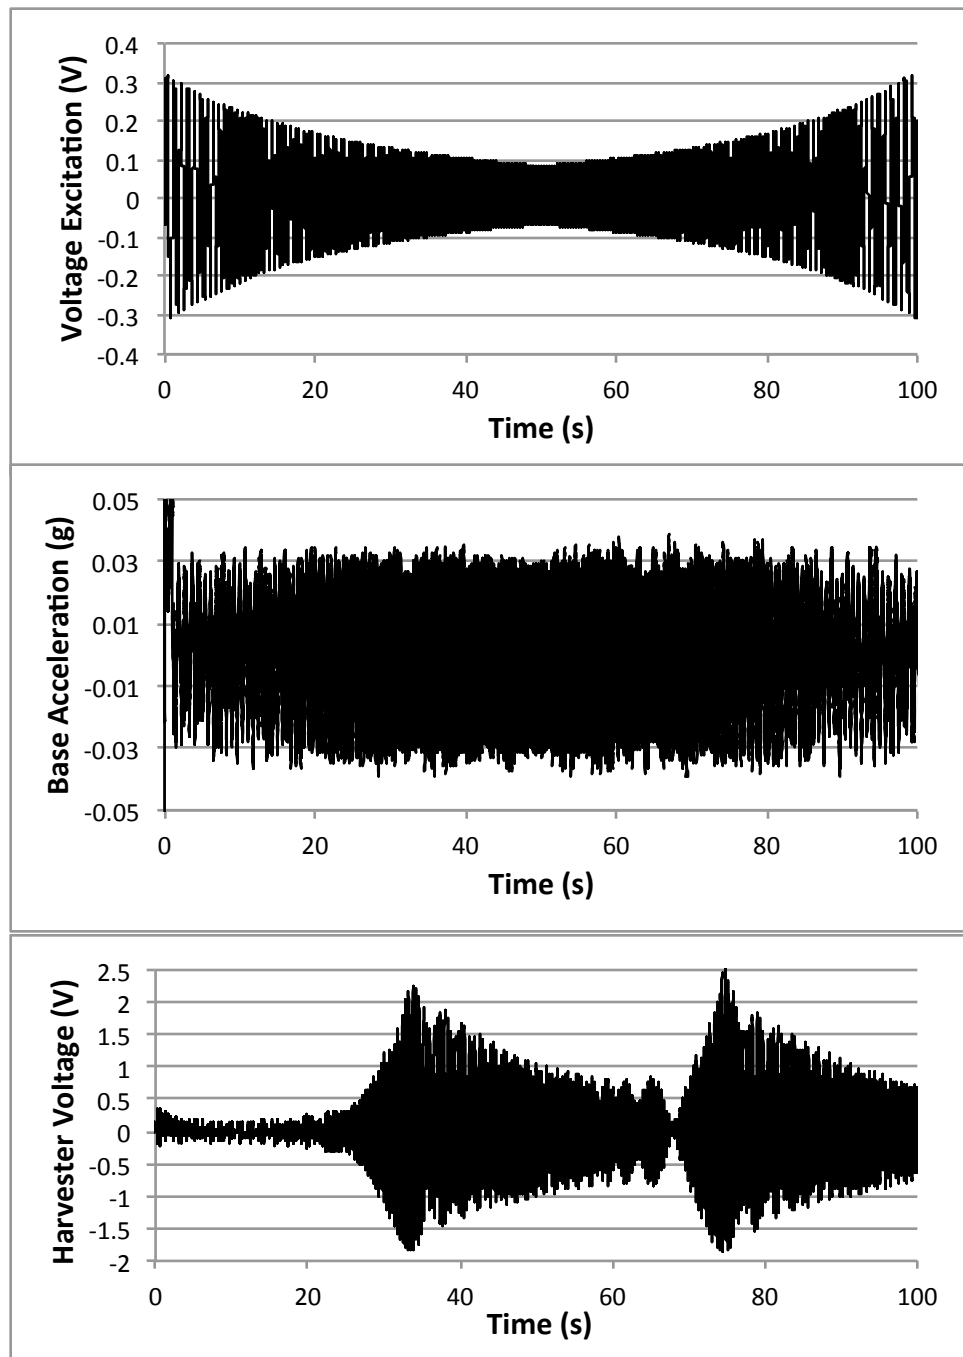 0.4
0.3
0.2
0.1
0
-0.1
-0.2
-0.3
-0.4
Voltage Excitation (V)
0 20 40 60 80 100
Time (s)
0.05
0.03
0.01
-0.01
-0.03
-0.05
Base Acceleration (g)
0 20 40 60 80 100
Time (s)
2.5
2
1.5
1
0.5
0
-0.5
-1
-1.5
-2
Harvester Voltage (V)
0 20 40 60 80 100
Time (s)